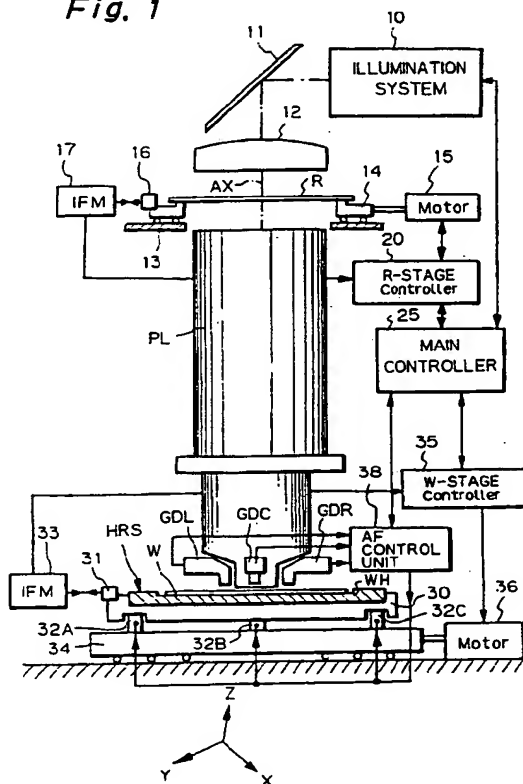 Fig. 1
11
10
ILLUMINATION
SYSTEM
12
17
16
AX
R
14
15
IFM
Motor
13
20
R-STAGE
Controller
25
PL
MAIN
CONTROLLER
35
38
W-STAGE
Controller
GDC
GDL
GDR
33
HRS
AF
CONTROL
UNIT
31
W
WH
30
36
IFM
32A
32B
32C
34
Motor
Z
Y
X